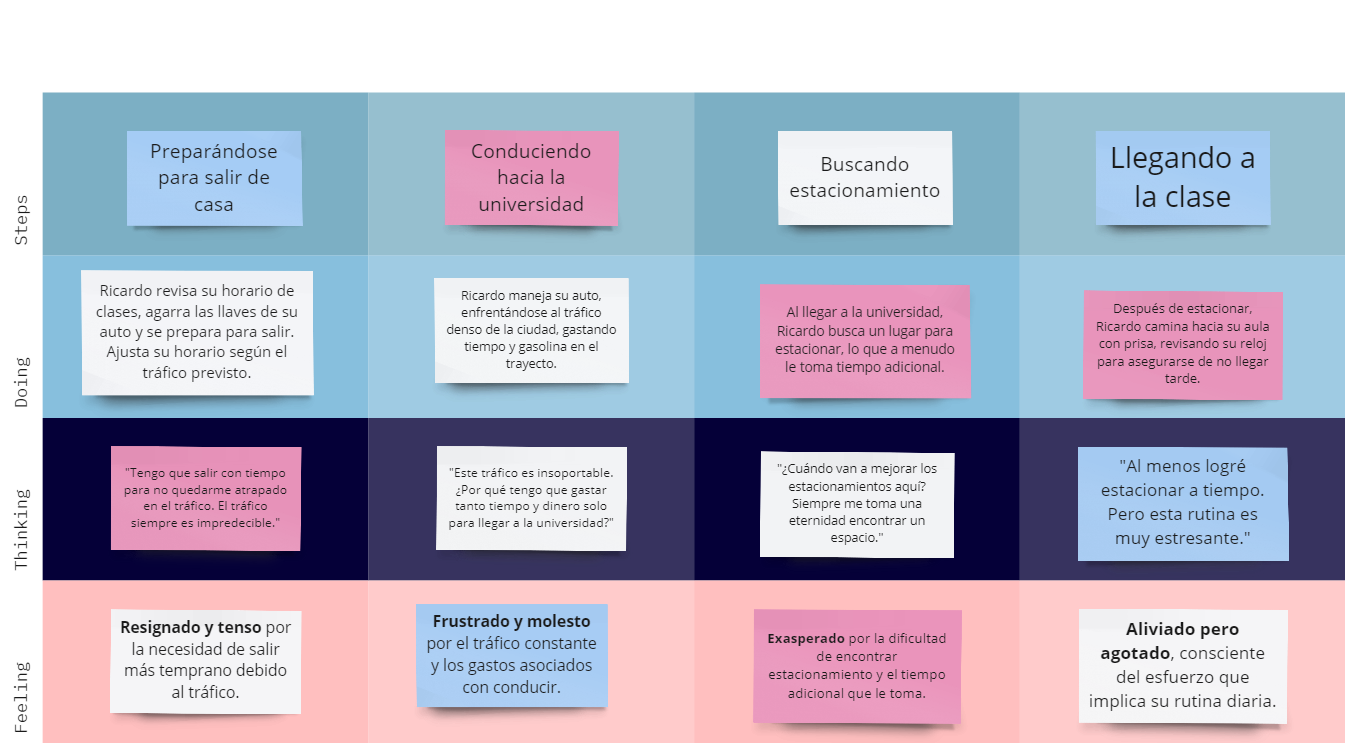 Steps
Preparándose
para salir de
casa
Conduciendo
hacia la
universidad
Buscando
estacionamiento
Llegando a
la clase
Doing
Ricardo revisa su horario de
clases, agarra las llaves de su
auto y se prepara para salir.
Ajusta su horario según el
tráfico previsto.
Ricardo maneja su auto,
enfrentándose al tráfico
denso de la ciudad, gastando
tiempo y gasolina en el
trayecto.
Al llegar a la universidad,
Ricardo busca un lugar para
estacionar, lo que a menudo
le toma tiempo adicional.
Después de estacionar,
Ricardo camina hacia su aula
con prisa, revisando su reloj
para asegurarse de no llegar
tarde.
Thinking
"Tengo que salir con tiempo
para no quedarme atrapado
en el tráfico. El tráfico
siempre es impredecible."
"Este tráfico es insoportable.
¿Por qué tengo que gastar
tanto tiempo y dinero solo
para llegar a la universidad?"
"¿Cuándo van a mejorar los
estacionamientos aquí?
Siempre me toma una
eternidad encontrar un
espacio."
"Al menos logré
estacionar a tiempo.
Pero esta rutina es
muy estresante."
Feeling
Resignado y tenso por
la necesidad de salir
más temprano debido
al tráfico.
Frustrado y molesto
por el tráfico constante
y los gastos asociados
con conducir.
Exasperado por la dificultad
de encontrar
estacionamiento y el tiempo
adicional que le toma.
Aliviado pero
agotado, consciente
del esfuerzo que
implica su rutina diaria.